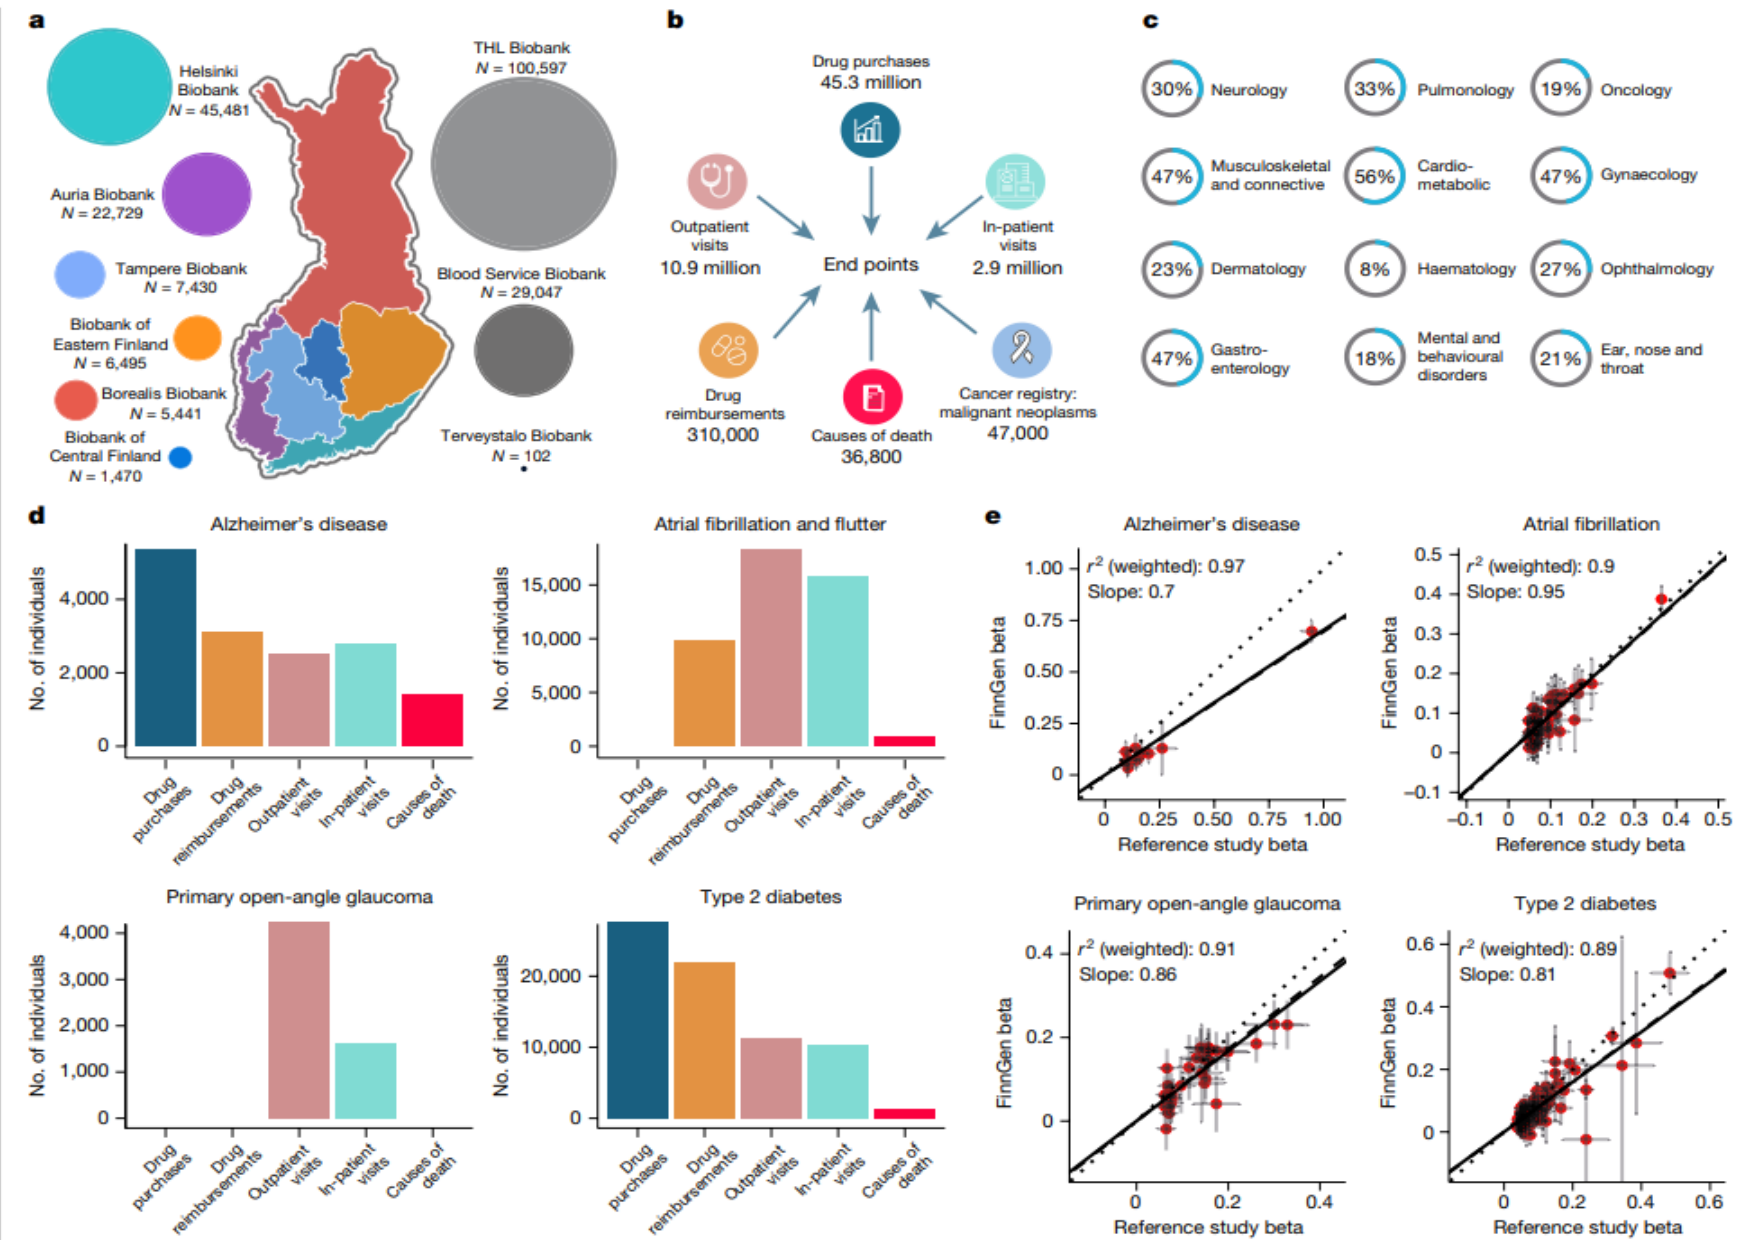 a
Helsinki
Biobank
N = 45,481
THL Biobank
N = 100,597
Auria Biobank
N = 22,729
Tampere Biobank
N = 7,430
Blood Service Biobank
N = 29,047
Biobank of
Eastern Finland
N = 6,495
Borealis Biobank
N = 5,441
Biobank of
Central Finland
N = 1,470
Terveystalo Biobank
N = 102
b
Drug purchases
45.3 million
Outpatient
visits
10.9 million
In-patient
visits
2.9 million
End points
Drug
reimbursements
310,000
Causes of death
36,800
Cancer registry:
malignant neoplasms
47,000
c
30% Neurology
33% Pulmonology
19% Oncology
47% Musculoskeletal
and connective
56% Cardio-
metabolic
47% Gynaecology
23% Dermatology
8% Haematology
27% Ophthalmology
47% Gastro-
enterology
18% Mental and
behavioural
disorders
21% Ear, nose and
throat
d
Alzheimer's disease
No. of individuals
4,000
2,000
0
Drug
purchases
Drug
reimbursements
Outpatient
visits
In-patient
visits
Causes of
death
Atrial fibrillation and flutter
No. of individuals
15,000
10,000
5,000
0
Drug
purchases
Drug
reimbursements
Outpatient
visits
In-patient
visits
Causes of
death
Primary open-angle glaucoma
No. of individuals
4,000
3,000
2,000
1,000
0
Drug
purchases
Drug
reimbursements
Outpatient
visits
In-patient
visits
Causes of
death
Type 2 diabetes
No. of individuals
20,000
10,000
0
Drug
purchases
Drug
reimbursements
Outpatient
visits
In-patient
visits
Causes of
death
e
Alzheimer's disease
r² (weighted): 0.97
Slope: 0.7
FinnGen beta
1.00
0.75
0.50
0.25
0
0 0.25 0.50 0.75 1.00
Reference study beta
Atrial fibrillation
r² (weighted): 0.9
Slope: 0.95
FinnGen beta
0.5
0.4
0.3
0.2
0.1
0
–0.1
–0.1 0 0.1 0.2 0.3 0.4 0.5
Reference study beta
Primary open-angle glaucoma
r² (weighted): 0.91
Slope: 0.86
FinnGen beta
0.4
0.2
0
0 0.2 0.4
Reference study beta
Type 2 diabetes
r² (weighted): 0.89
Slope: 0.81
FinnGen beta
0.6
0.4
0.2
0
0 0.2 0.4 0.6
Reference study beta